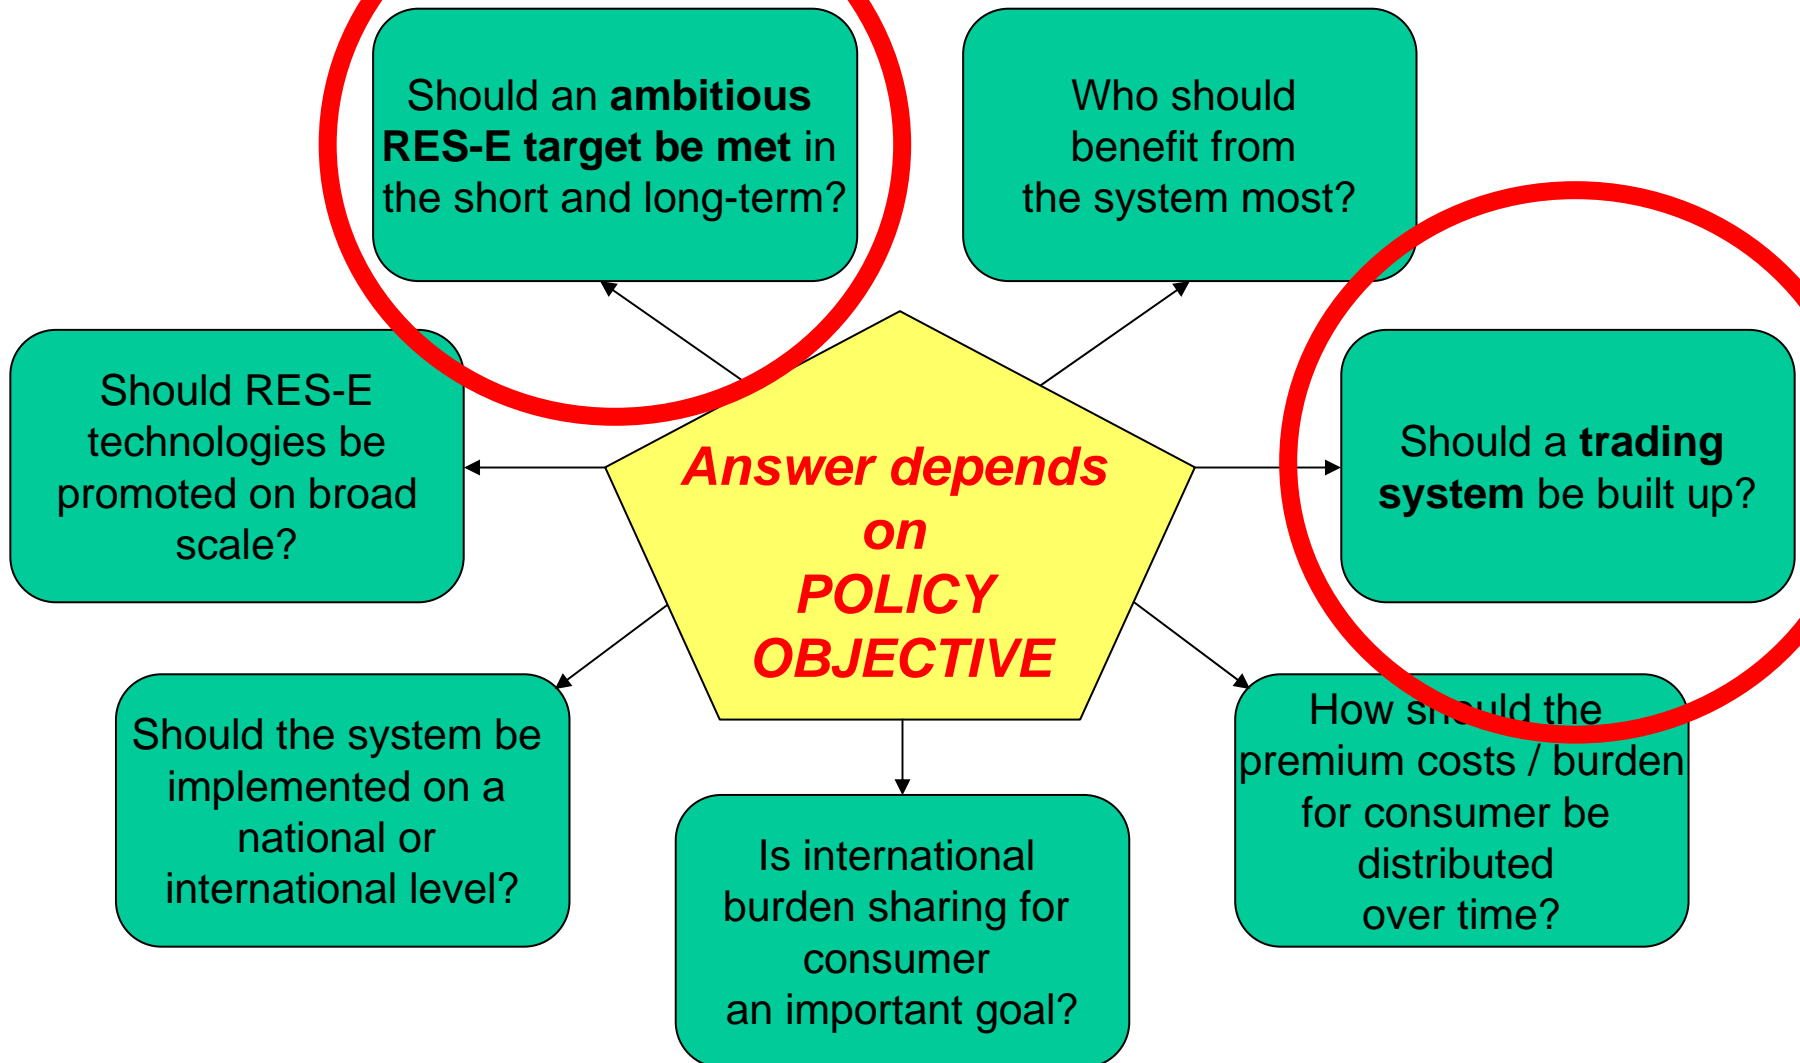 Should an ambitious
RES-E target be met in
the short and long-term?
Who should
benefit from
the system most?
Should RES-E
technologies be
promoted on broad
scale?
Answer depends
on
POLICY
OBJECTIVE
Should a trading
system be built up?
Should the system be
implemented on a
national or
international level?
Is international
burden sharing for
consumer
an important goal?
How should the
premium costs / burden
for consumer be
distributed
over time?